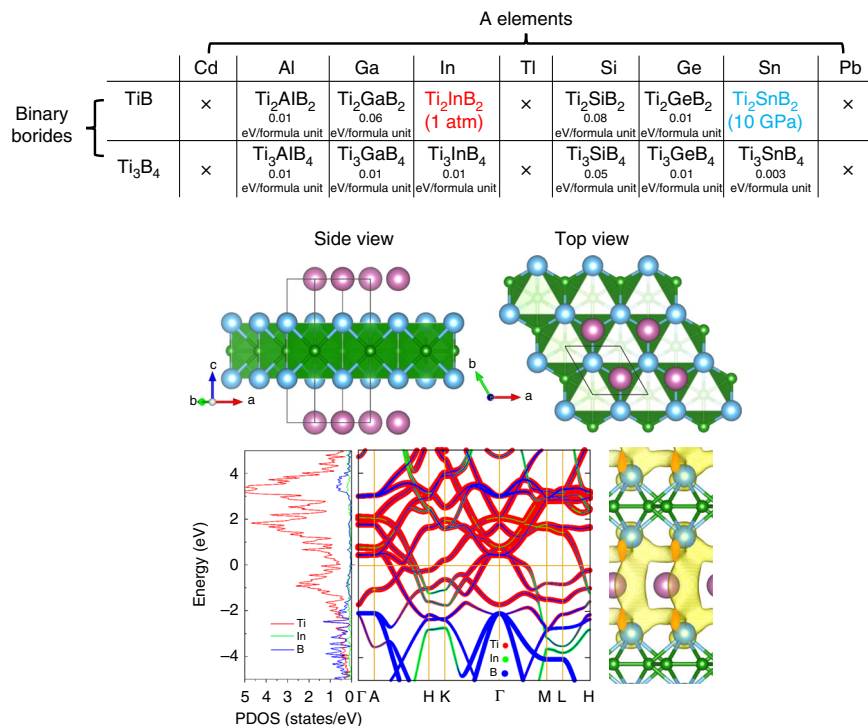 A elements
Cd Al Ga In Tl Si Ge Sn Pb
Binary borides
TiB × Ti₂AlB₂ Ti₂GaB₂ Ti₂InB₂ × Ti₂SiB₂ Ti₂GeB₂ Ti₂SnB₂ ×
0.01 0.06 (1 atm) 0.08 0.01 (10 GPa)
eV/formula unit eV/formula unit eV/formula unit eV/formula unit
Ti₃B₄ × Ti₃AlB₄ Ti₃GaB₄ Ti₃InB₄ × Ti₃SiB₄ Ti₃GeB₄ Ti₃SnB₄ ×
0.01 0.01 0.01 0.05 0.01 0.003
eV/formula unit eV/formula unit eV/formula unit eV/formula unit eV/formula unit eV/formula unit
Side view Top view
c
b a
b
a
Energy (eV)
4
2
0
−2
−4
Ti
In
B
Ti
In
B
5 4 3 2 1 0 Γ A H K Γ M L H
PDOS (states/eV)